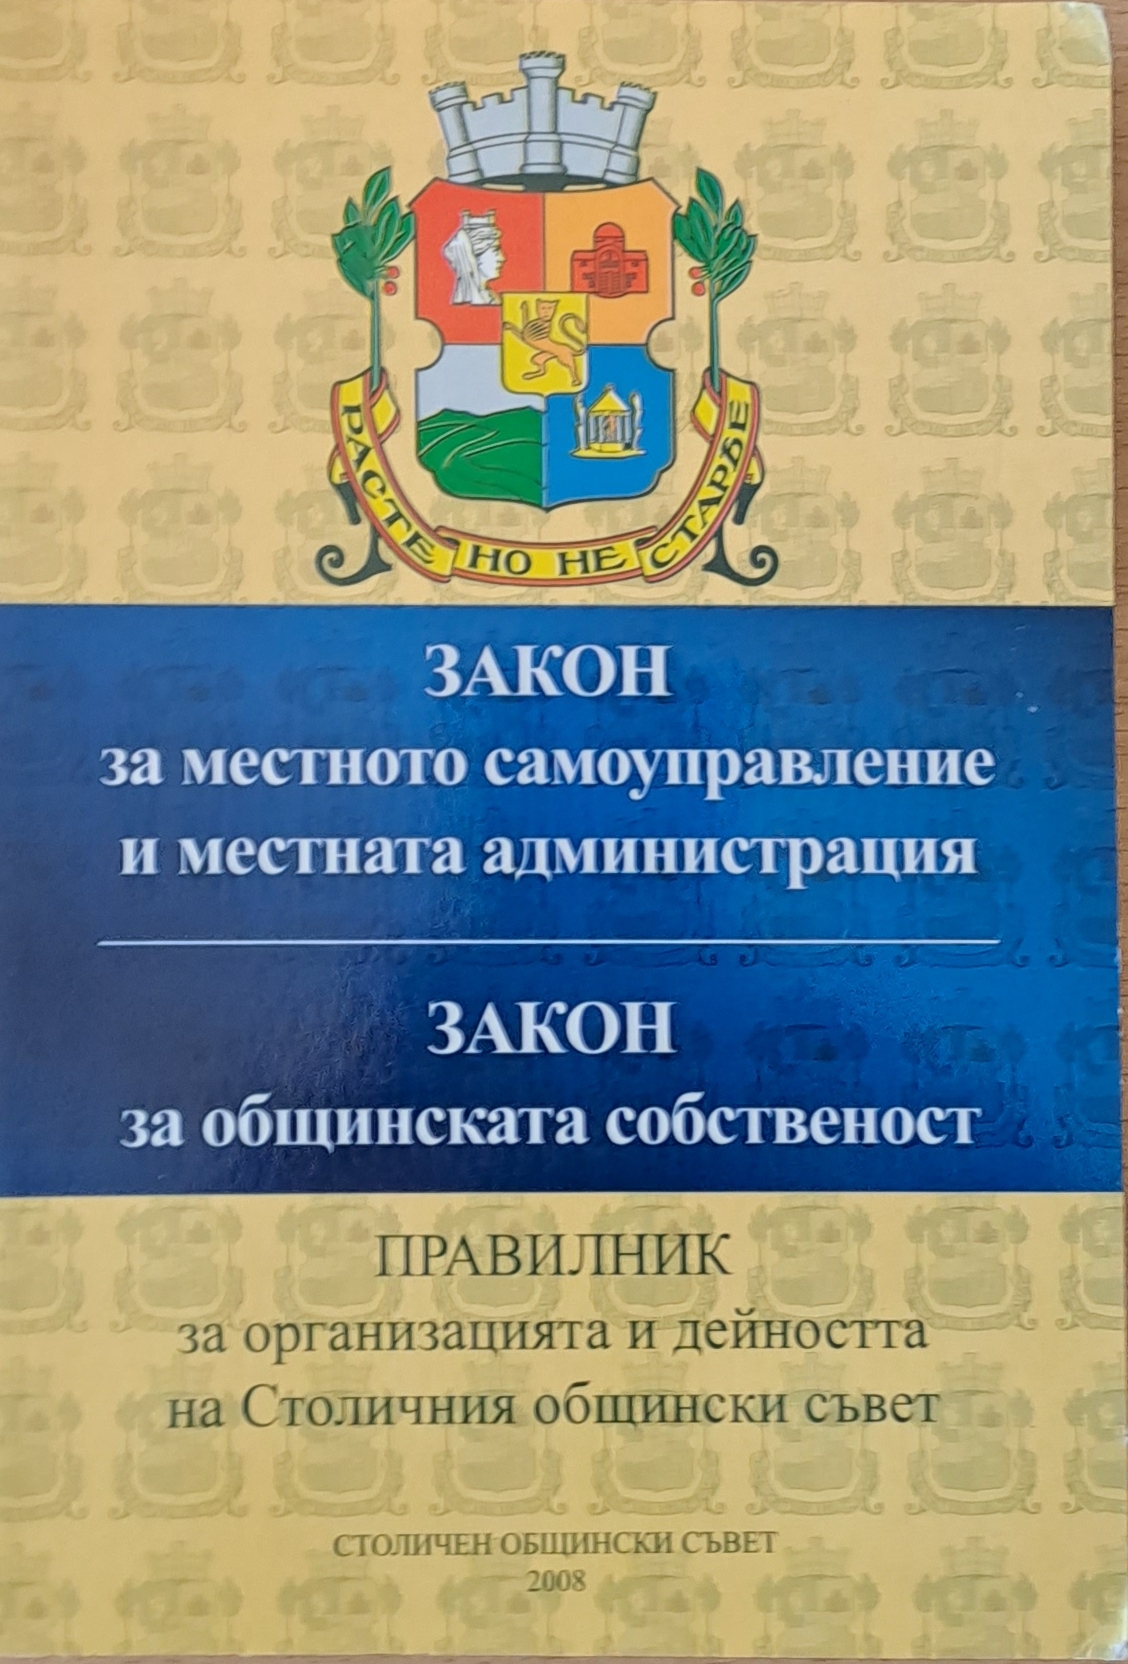 РАСТЕ НО НЕ СТАРѢЕ
ЗАКОН
за местното самоуправление
и местната администрация
ЗАКОН
за общинската собственост
ПРАВИЛНИК
за организацията и дейността
на Столичния общински съвет
СТОЛИЧЕН ОБЩИНСКИ СЪВЕТ
2008